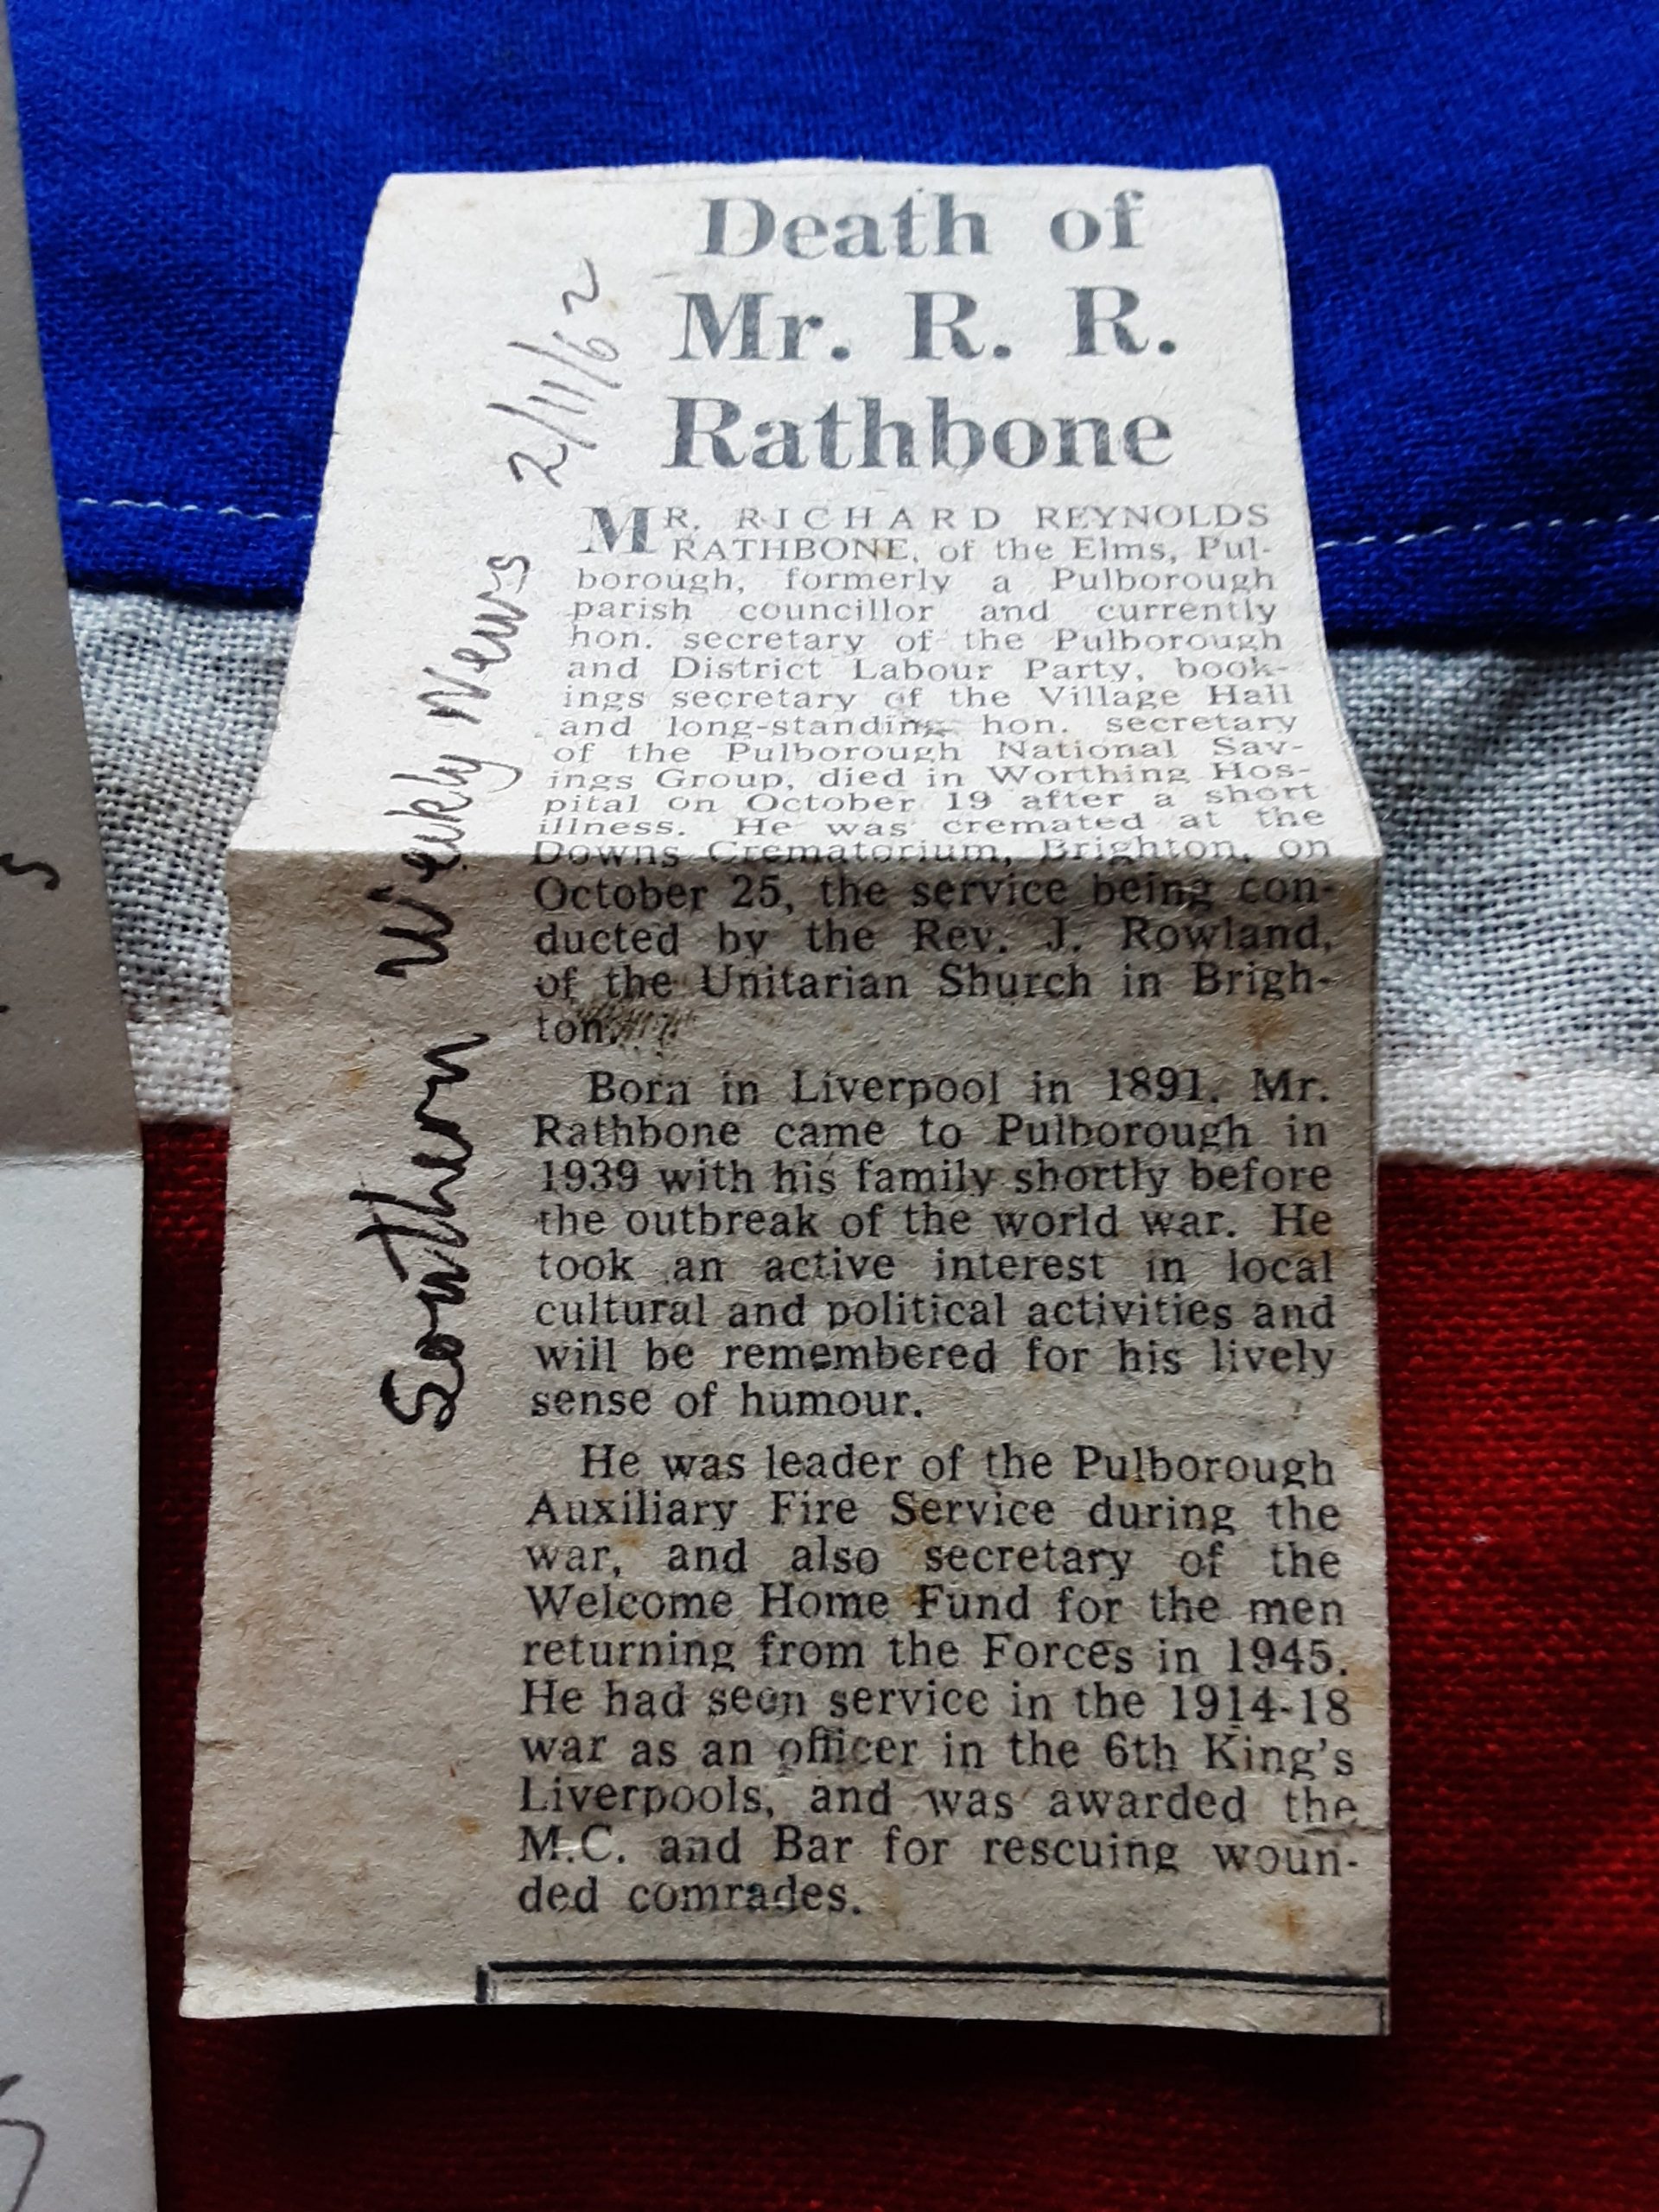 Death of
Mr. R. R.
Rathbone
MR. RICHARD REYNOLDS
RATHBONE, of the Elms, Pul-
borough, formerly a Pulborough
parish councillor and currently
hon. secretary of the Pulborough
and District Labour Party, book-
ings secretary of the Village Hall
and long-standing hon. secretary
of the Pulborough National Sav-
ings Group, died in Worthing Hos-
pital on October 19 after a short
illness. He was cremated at the
Downs Crematorium, Brighton, on
October 25, the service being con-
ducted by the Rev. J. Rowland,
of the Unitarian Shurch in Brigh-
ton.
Born in Liverpool in 1891, Mr.
Rathbone came to Pulborough in
1939 with his family shortly before
the outbreak of the world war. He
took an active interest in local
cultural and political activities and
will be remembered for his lively
sense of humour.
He was leader of the Pulborough
Auxiliary Fire Service during the
war, and also secretary of the
Welcome Home Fund for the men
returning from the Forces in 1945.
He had seen service in the 1914-18
war as an officer in the 6th King's
Liverpools, and was awarded the
M.C. and Bar for rescuing woun-
ded comrades.
Southern Weekly News 2/11/62